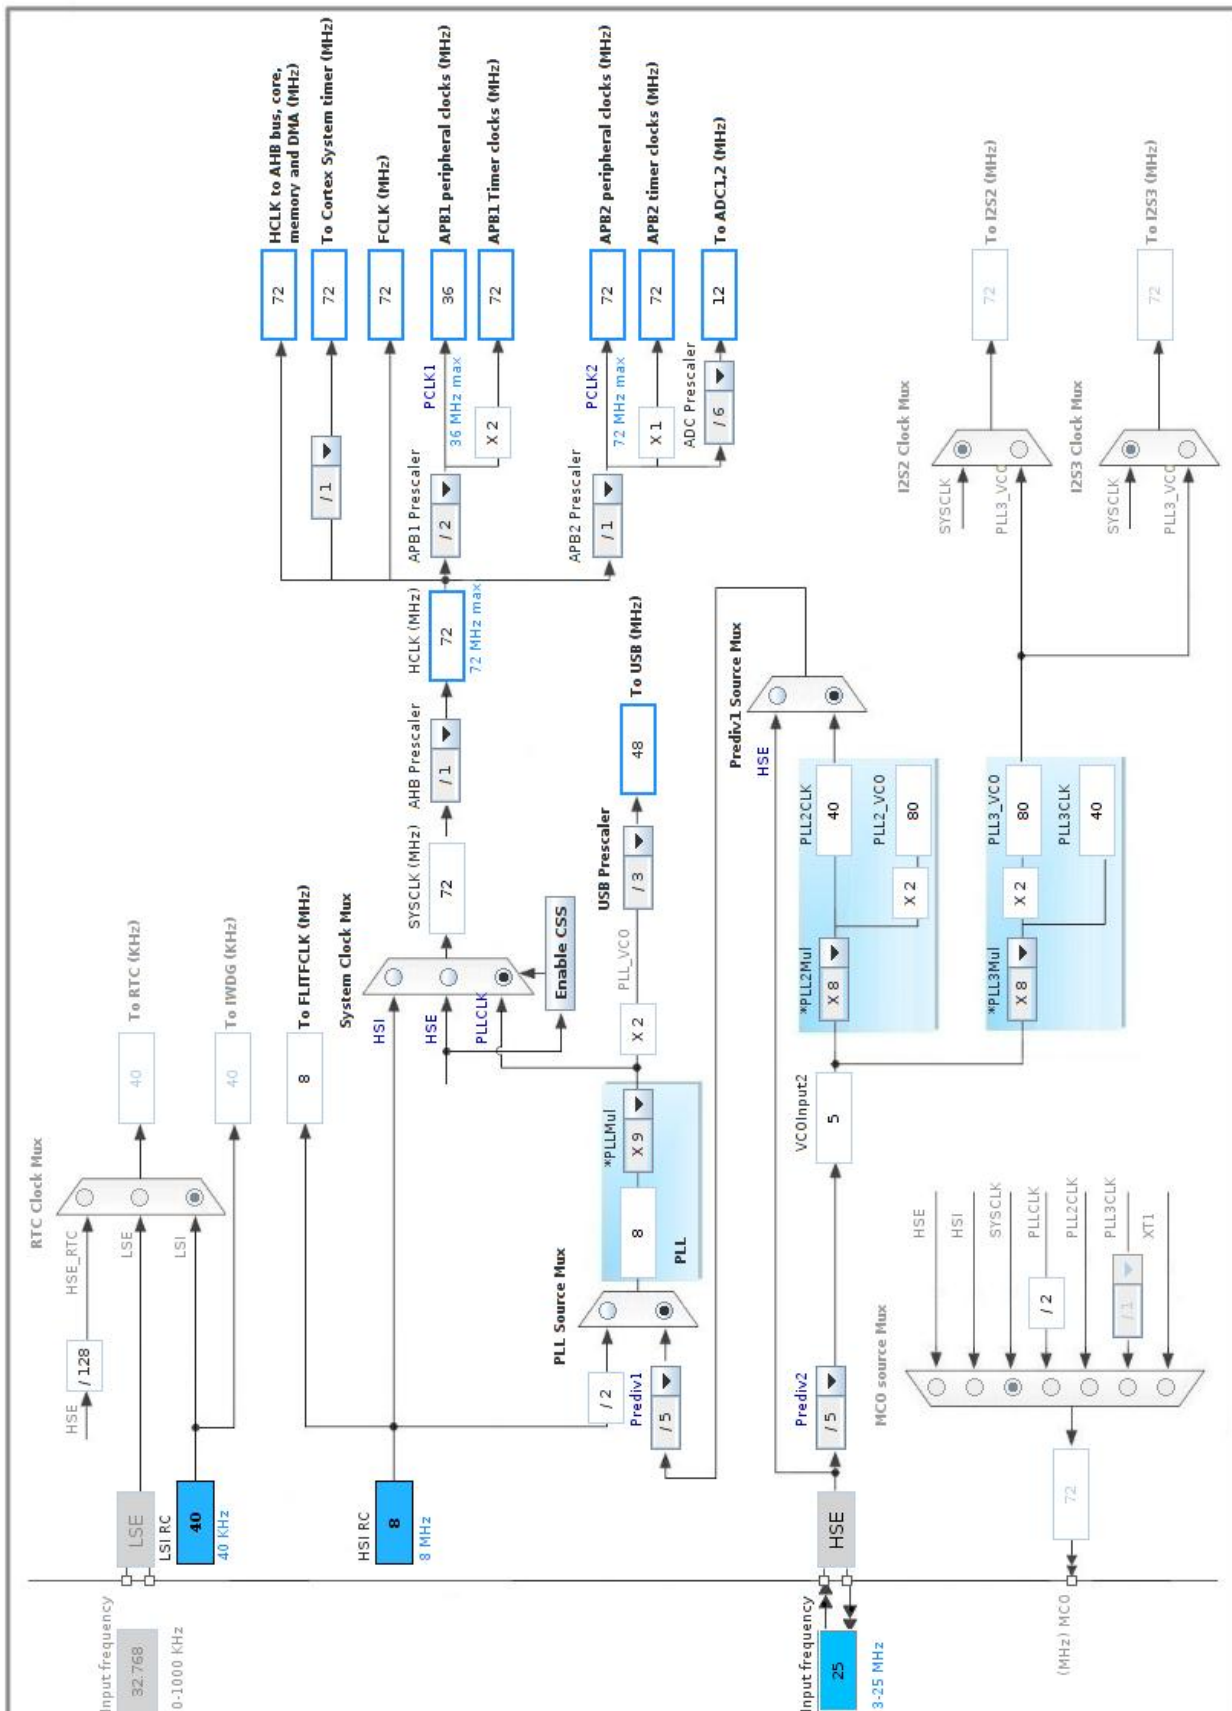 Input frequency
32.768
0-1000 KHz
LSE
LSI RC
40
40 KHz
HSE
/ 128
HSE_RTC
LSE
LSI
RTC Clock Mux
40
To RTC (KHz)
40
To IWDG (KHz)
HSI RC
8
8 MHz
8
To FLITFCLK (MHz)
System Clock Mux
HSI
HSE
PLLCLK
Enable CSS
SYSCLK (MHz)
72
AHB Prescaler
/ 1
HCLK (MHz)
72
72 MHz max
72
HCLK to AHB bus, core,
memory and DMA (MHz)
/ 1
72
To Cortex System timer (MHz)
72
FCLK (MHz)
APB1 Prescaler
/ 2
PCLK1
36 MHz max
36
APB1 peripheral clocks (MHz)
X 2
72
APB1 Timer clocks (MHz)
APB2 Prescaler
/ 1
PCLK2
72 MHz max
72
APB2 peripheral clocks (MHz)
X 1
72
APB2 timer clocks (MHz)
ADC Prescaler
/ 6
12
To ADC1,2 (MHz)
PLL Source Mux
/ 2
Prediv1
/ 5
8
*PLLMul
X 9
PLL
X 2
PLL_VCO
USB Prescaler
/ 3
48
To USB (MHz)
Prediv1 Source Mux
HSE
Input frequency
25
3-25 MHz
HSE
Prediv2
/ 5
VCOInput2
5
*PLL2Mul
X 8
PLL2CLK
40
X 2
PLL2_VCO
80
*PLL3Mul
X 8
X 2
PLL3_VCO
80
PLL3CLK
40
I2S2 Clock Mux
SYSCLK
PLL3_VCO
72
To I2S2 (MHz)
I2S3 Clock Mux
SYSCLK
PLL3_VCO
72
To I2S3 (MHz)
MCO source Mux
HSE
HSI
SYSCLK
PLLCLK
/ 2
PLL2CLK
PLL3CLK
/ 1
XT1
72
(MHz) MCO